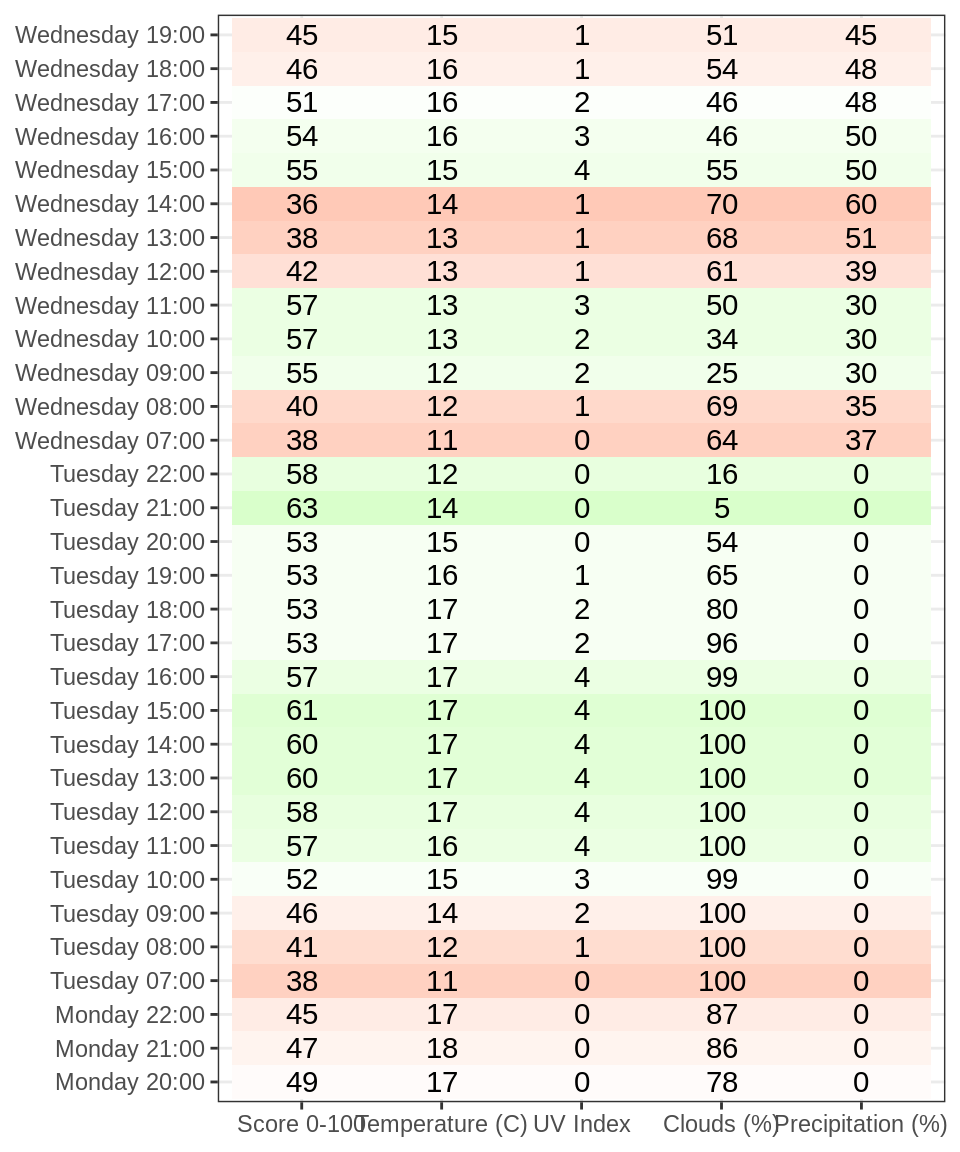 Wednesday 19:00 45 15 1 51 45
Wednesday 18:00 46 16 1 54 48
Wednesday 17:00 51 16 2 46 48
Wednesday 16:00 54 16 3 46 50
Wednesday 15:00 55 15 4 55 50
Wednesday 14:00 36 14 1 70 60
Wednesday 13:00 38 13 1 68 51
Wednesday 12:00 42 13 1 61 39
Wednesday 11:00 57 13 3 50 30
Wednesday 10:00 57 13 2 34 30
Wednesday 09:00 55 12 2 25 30
Wednesday 08:00 40 12 1 69 35
Wednesday 07:00 38 11 0 64 37
Tuesday 22:00 58 12 0 16 0
Tuesday 21:00 63 14 0 5 0
Tuesday 20:00 53 15 0 54 0
Tuesday 19:00 53 16 1 65 0
Tuesday 18:00 53 17 2 80 0
Tuesday 17:00 53 17 2 96 0
Tuesday 16:00 57 17 4 99 0
Tuesday 15:00 61 17 4 100 0
Tuesday 14:00 60 17 4 100 0
Tuesday 13:00 60 17 4 100 0
Tuesday 12:00 58 17 4 100 0
Tuesday 11:00 57 16 4 100 0
Tuesday 10:00 52 15 3 99 0
Tuesday 09:00 46 14 2 100 0
Tuesday 08:00 41 12 1 100 0
Tuesday 07:00 38 11 0 100 0
Monday 22:00 45 17 0 87 0
Monday 21:00 47 18 0 86 0
Monday 20:00 49 17 0 78 0
Score 0-100 Temperature (C) UV Index Clouds (%) Precipitation (%)